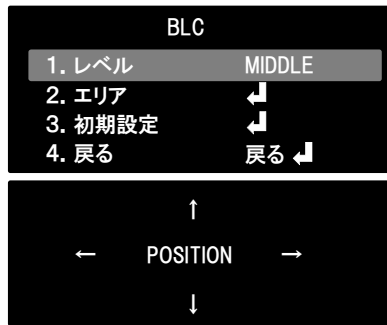 BLC
1. レベル MIDDLE
2. エリア ↲
3. 初期設定 ↲
4. 戻る 戻る ↲
↑
← POSITION →
↓